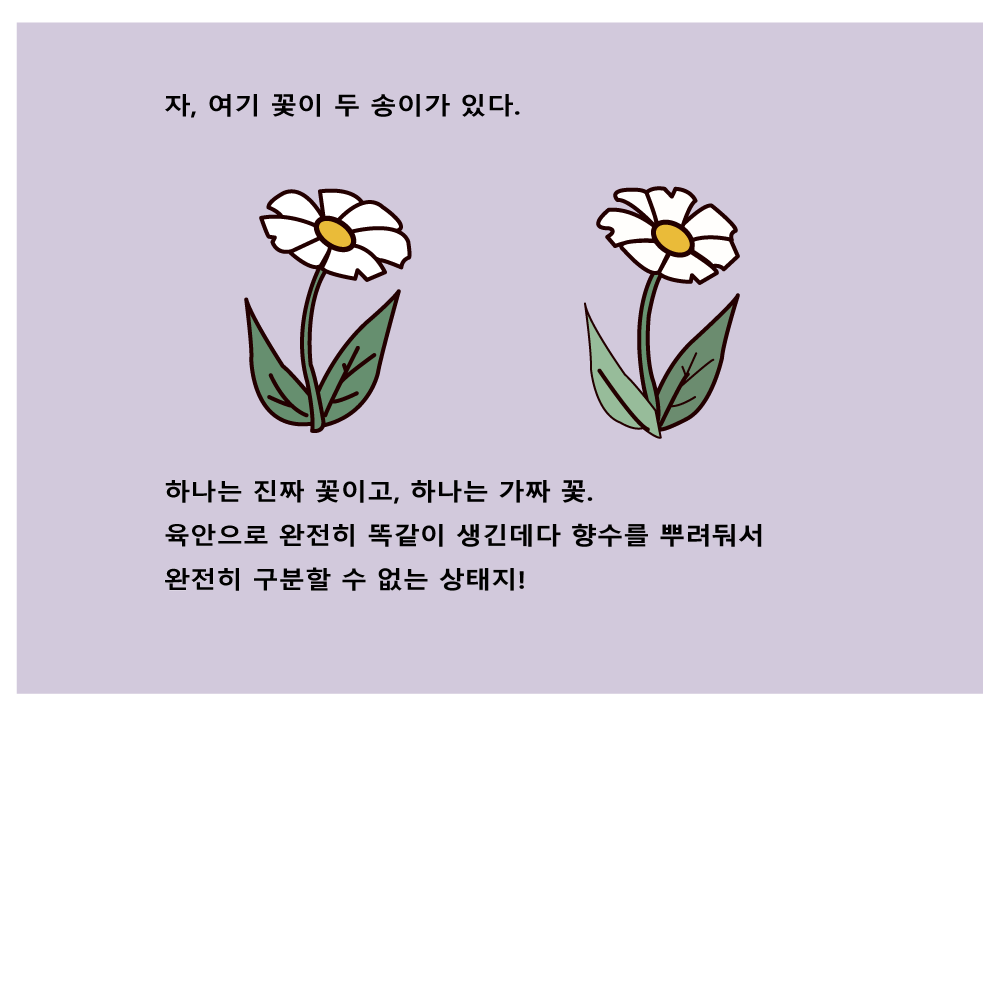 자, 여기 꽃이 두 송이가 있다.
하나는 진짜 꽃이고, 하나는 가짜 꽃.
육안으로 완전히 똑같이 생긴데다 향수를 뿌려둬서
완전히 구분할 수 없는 상태지!